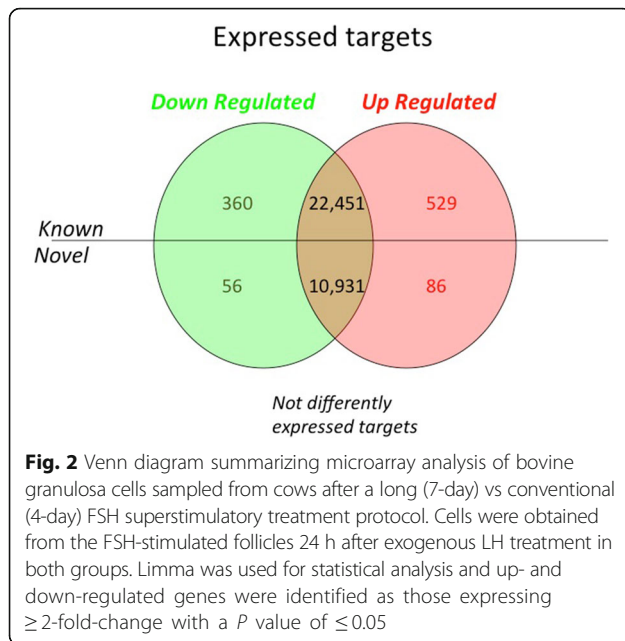 Expressed targets
Down Regulated Up Regulated
360 22,451 529
Known
Novel
56 10,931 86
Not differently
expressed targets
Fig. 2 Venn diagram summarizing microarray analysis of bovine
granulosa cells sampled from cows after a long (7-day) vs conventional
(4-day) FSH superstimulatory treatment protocol. Cells were obtained
from the FSH-stimulated follicles 24 h after exogenous LH treatment in
both groups. Limma was used for statistical analysis and up- and
down-regulated genes were identified as those expressing
≥ 2-fold-change with a P value of ≤ 0.05